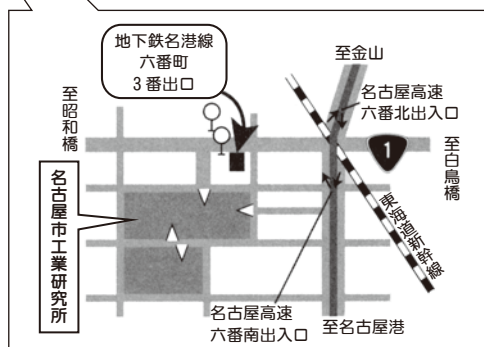 地下鉄名港線
六番町
3番出口
至金山
名古屋高速
六番北出入口
至昭和橋
1
至白鳥橋
名古屋市工業研究所
東海道新幹線
名古屋高速
六番南出入口
至名古屋港